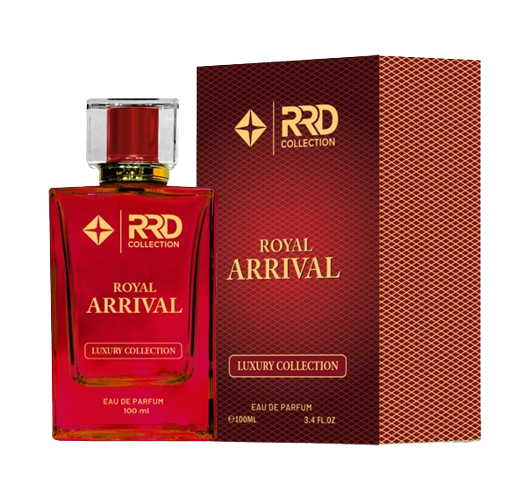 RRD
COLLECTION
ROYAL
ARRIVAL
LUXURY COLLECTION
EAU DE PARFUM
100 ml
RRD
COLLECTION
ROYAL
ARRIVAL
LUXURY COLLECTION
EAU DE PARFUM
℮100ML 3.4 FL.OZ